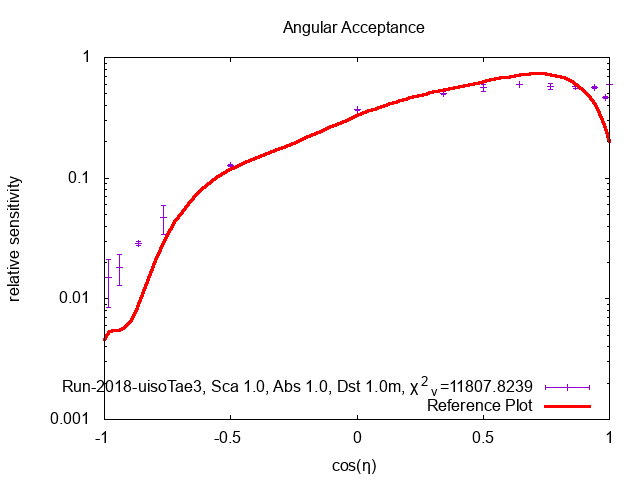 Angular Acceptance
1
0.1
0.01
0.001
relative sensitivity
Run-2018-uisoTae3, Sca 1.0, Abs 1.0, Dst 1.0m, χ²ᵥ=11807.8239
Reference Plot
-1 -0.5 0 0.5 1
cos(η)